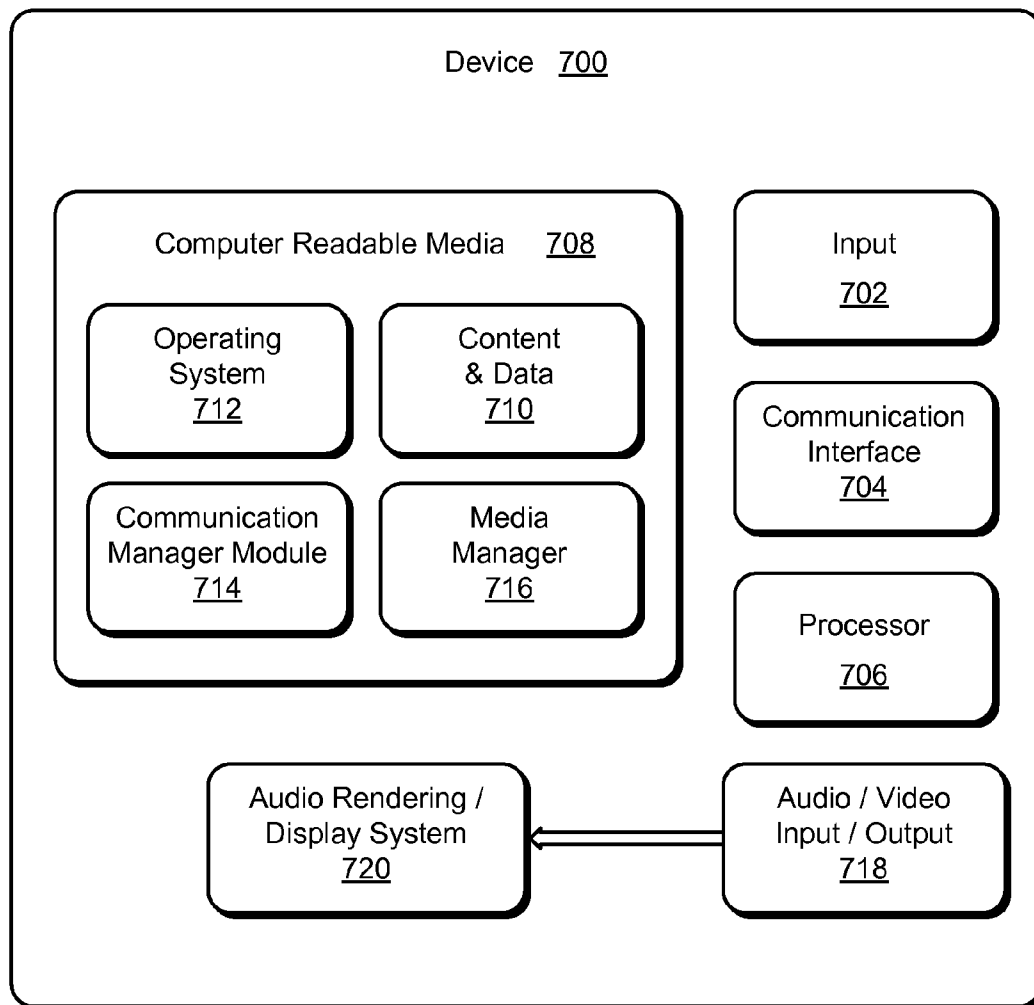 Device 700
Computer Readable Media 708
Operating
System
712
Content
& Data
710
Communication
Manager Module
714
Media
Manager
716
Input
702
Communication
Interface
704
Processor
706
Audio Rendering /
Display System
720
Audio / Video
Input / Output
718